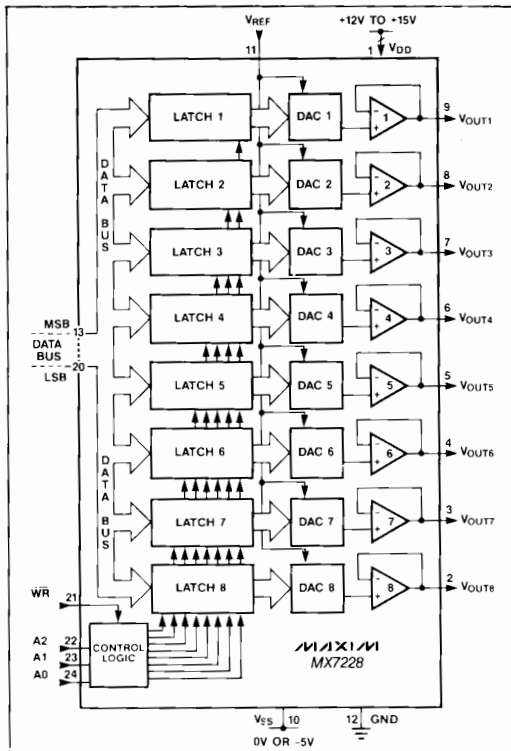 VREF
+12V TO +15V
11
1 VDD
LATCH 1
DAC 1
1
9
VOUT1
LATCH 2
DAC 2
2
8
VOUT2
DATA BUS
LATCH 3
DAC 3
3
7
VOUT3
LATCH 4
DAC 4
4
6
VOUT4
MSB
13
DATA
BUS
20
LSB
LATCH 5
DAC 5
5
5
VOUT5
LATCH 6
DAC 6
6
4
VOUT6
DATA BUS
LATCH 7
DAC 7
7
3
VOUT7
LATCH 8
DAC 8
8
2
VOUT8
WR
21
A2
22
A1
23
A0
24
CONTROL
LOGIC
MAXIM
MX7228
VSS
10
12
GND
0V OR -5V